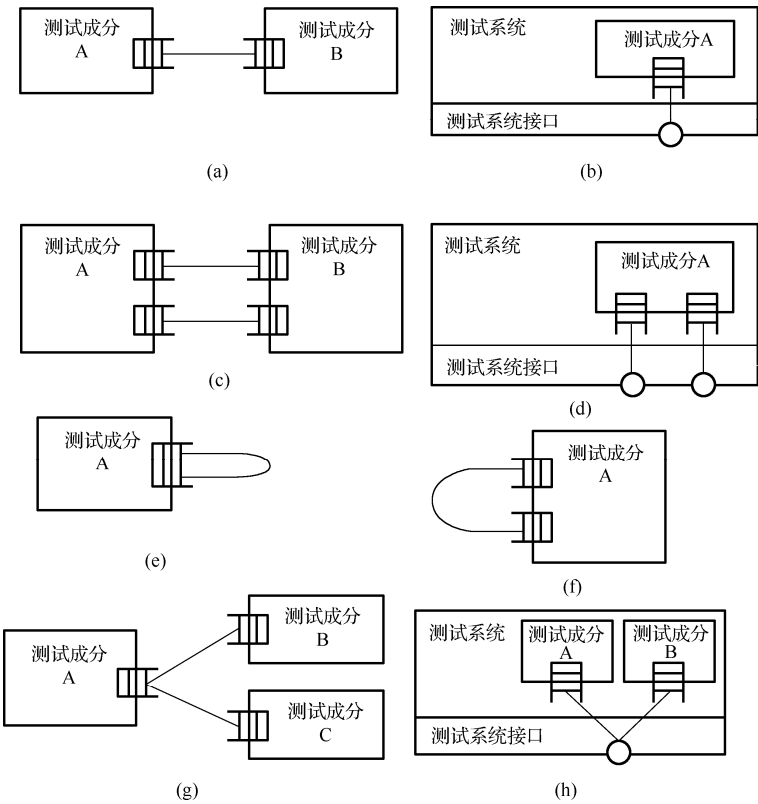 测试成分
A
测试成分
B
(a)
测试系统
测试成分A
测试系统接口
(b)
测试成分
A
测试成分
B
(c)
测试系统
测试成分A
测试系统接口
(d)
测试成分
A
(e)
测试成分
A
(f)
测试成分
A
测试成分
B
测试成分
C
(g)
测试系统
测试成分
A
测试成分
B
测试系统接口
(h)